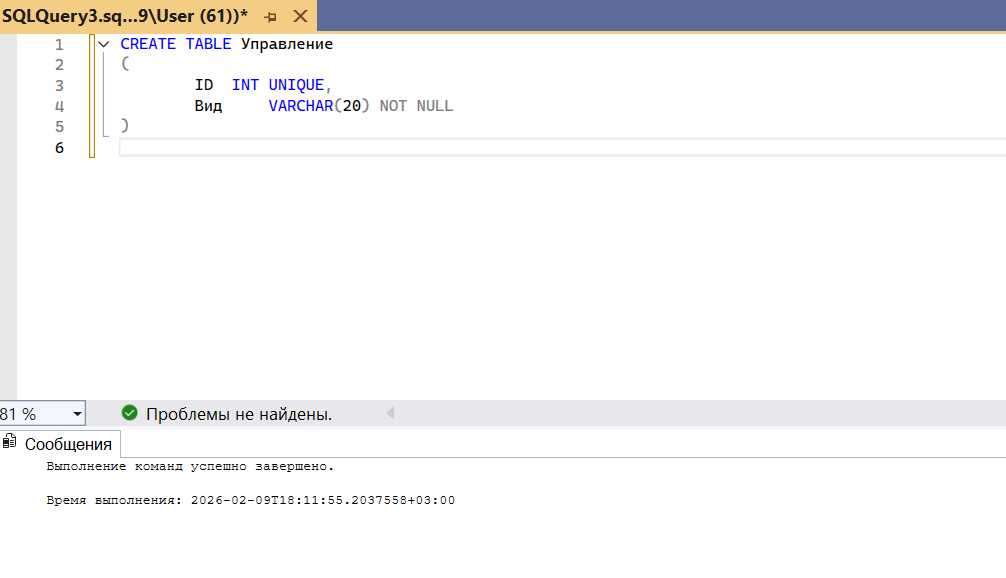 SQLQuery3.sq...9\User (61))*
1 CREATE TABLE Управление
2 (
3 ID INT UNIQUE,
4 Вид VARCHAR(20) NOT NULL
5 )
6
81 %
Проблемы не найдены.
Сообщения
Выполнение команд успешно завершено.
Время выполнения: 2026-02-09T18:11:55.2037558+03:00